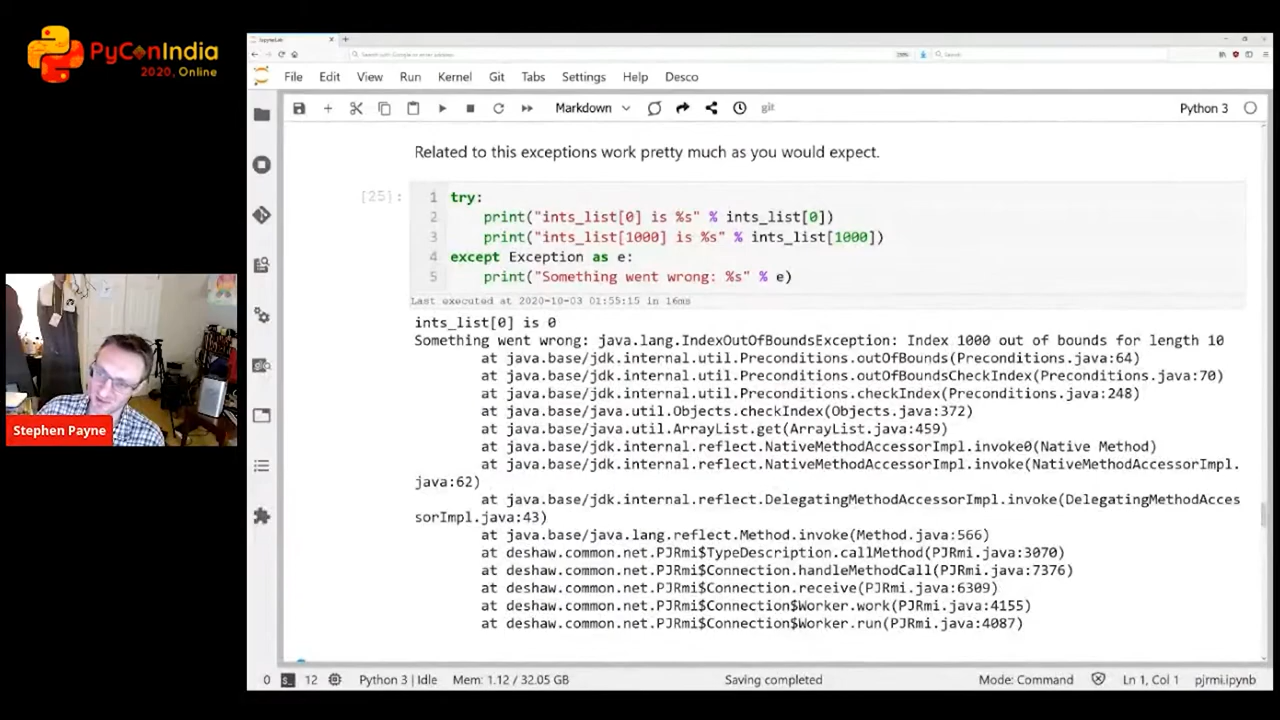 PyConIndia
2020, Online
File Edit View Run Kernel Git Tabs Settings Help Desco
Markdown git Python 3
Related to this exceptions work pretty much as you would expect.
[25]:
1 try:
2 print("ints_list[0] is %s" % ints_list[0])
3 print("ints_list[1000] is %s" % ints_list[1000])
4 except Exception as e:
5 print("Something went wrong: %s" % e)
Last executed at 2020-10-03 01:55:15 in 16ms
ints_list[0] is 0
Something went wrong: java.lang.IndexOutOfBoundsException: Index 1000 out of bounds for length 10
at java.base/jdk.internal.util.Preconditions.outOfBounds(Preconditions.java:64)
at java.base/jdk.internal.util.Preconditions.outOfBoundsCheckIndex(Preconditions.java:70)
at java.base/jdk.internal.util.Preconditions.checkIndex(Preconditions.java:248)
at java.base/java.util.Objects.checkIndex(Objects.java:372)
at java.base/java.util.ArrayList.get(ArrayList.java:459)
at java.base/jdk.internal.reflect.NativeMethodAccessorImpl.invoke0(Native Method)
at java.base/jdk.internal.reflect.NativeMethodAccessorImpl.invoke(NativeMethodAccessorImpl.
java:62)
at java.base/jdk.internal.reflect.DelegatingMethodAccessorImpl.invoke(DelegatingMethodAcces
sorImpl.java:43)
at java.base/java.lang.reflect.Method.invoke(Method.java:566)
at deshaw.common.net.PJRmi$TypeDescription.callMethod(PJRmi.java:3070)
at deshaw.common.net.PJRmi$Connection.handleMethodCall(PJRmi.java:7376)
at deshaw.common.net.PJRmi$Connection.receive(PJRmi.java:6309)
at deshaw.common.net.PJRmi$Connection$Worker.work(PJRmi.java:4155)
at deshaw.common.net.PJRmi$Connection$Worker.run(PJRmi.java:4087)
Stephen Payne
0 12 Python 3 | Idle Mem: 1.12 / 32.05 GB Saving completed Mode: Command Ln 1, Col 1 pjrmi.ipynb